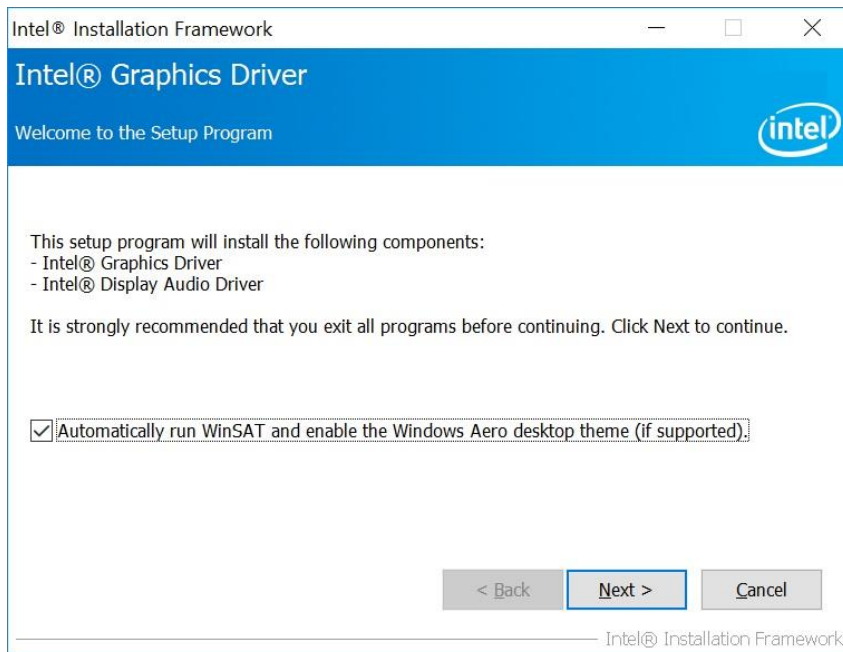 Intel® Installation Framework
Intel® Graphics Driver
Welcome to the Setup Program
intel
This setup program will install the following components:
- Intel® Graphics Driver
- Intel® Display Audio Driver
It is strongly recommended that you exit all programs before continuing. Click Next to continue.
Automatically run WinSAT and enable the Windows Aero desktop theme (if supported).
< Back Next > Cancel
Intel® Installation Framework